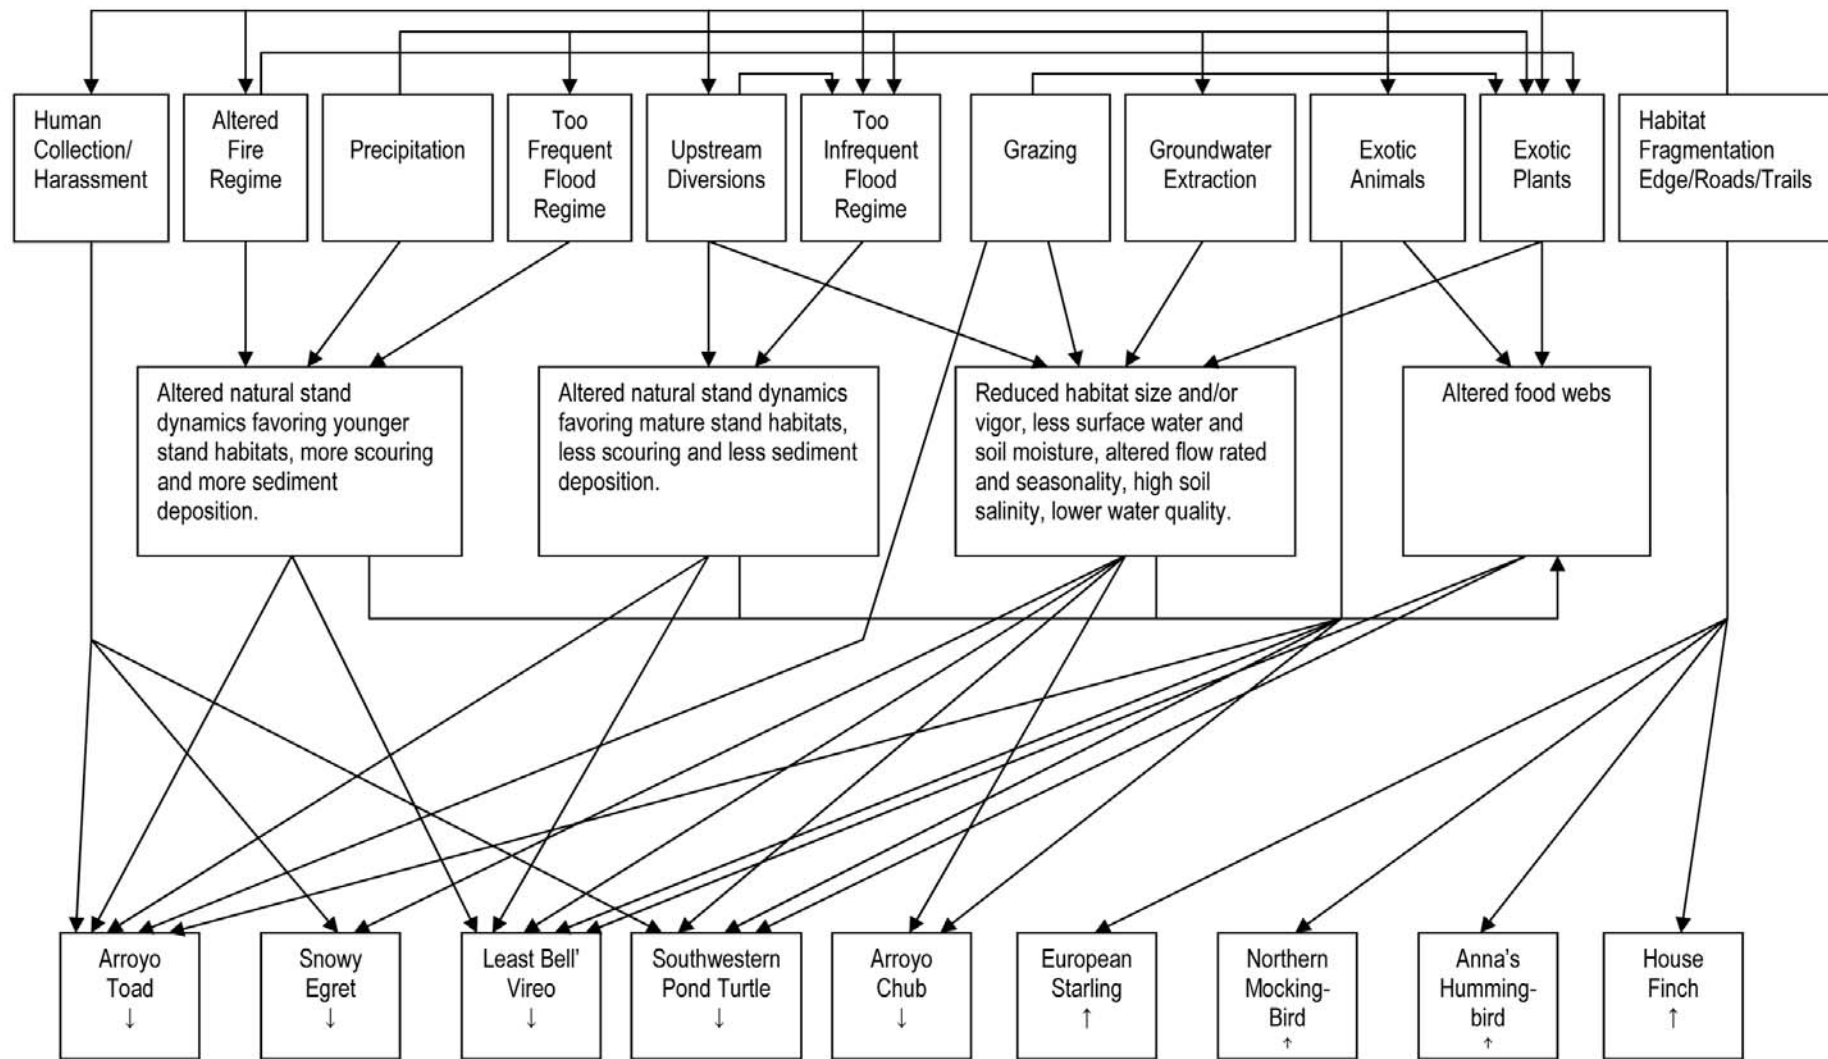 Human
Collection/
Harassment
Altered
Fire
Regime
Precipitation
Too
Frequent
Flood
Regime
Upstream
Diversions
Too
Infrequent
Flood
Regime
Grazing
Groundwater
Extraction
Exotic
Animals
Exotic
Plants
Habitat
Fragmentation
Edge/Roads/Trails
Altered natural stand
dynamics favoring younger
stand habitats, more scouring
and more sediment
deposition.
Altered natural stand dynamics
favoring mature stand habitats,
less scouring and less sediment
deposition.
Reduced habitat size and/or
vigor, less surface water and
soil moisture, altered flow rated
and seasonality, high soil
salinity, lower water quality.
Altered food webs
Arroyo
Toad
↓
Snowy
Egret
↓
Least Bell'
Vireo
↓
Southwestern
Pond Turtle
↓
Arroyo
Chub
↓
European
Starling
↑
Northern
Mocking-
Bird
↑
Anna’s
Humming-
bird
↑
House
Finch
↑